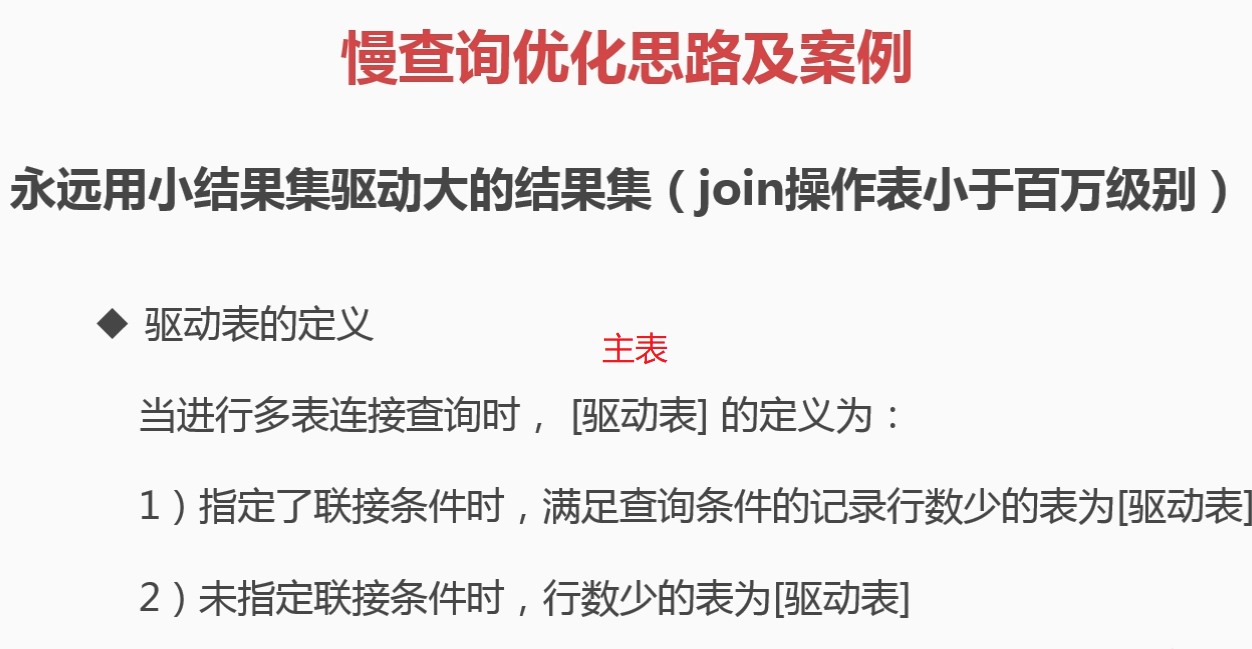 慢查询优化思路及案例
永远用小结果集驱动大的结果集（join操作表小于百万级别）
◆ 驱动表的定义
主表
当进行多表连接查询时， [驱动表] 的定义为：
1）指定了联接条件时，满足查询条件的记录行数少的表为[驱动表]
2）未指定联接条件时，行数少的表为[驱动表]